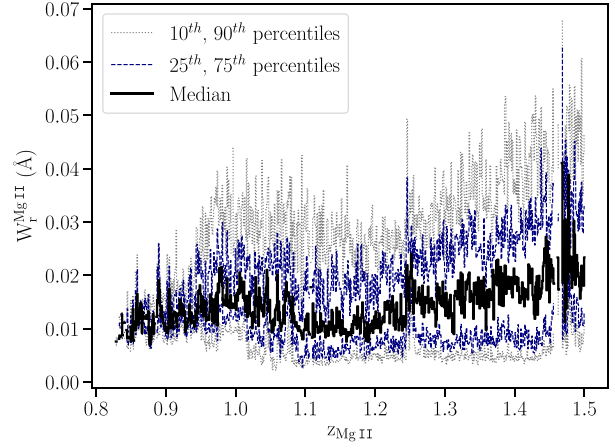 0.07
0.06
0.05
0.04
0.03
0.02
0.01
0.00
W_r^{Mg II} (Å)
10^{th}, 90^{th} percentiles
25^{th}, 75^{th} percentiles
Median
0.8 0.9 1.0 1.1 1.2 1.3 1.4 1.5
z_{Mg II}